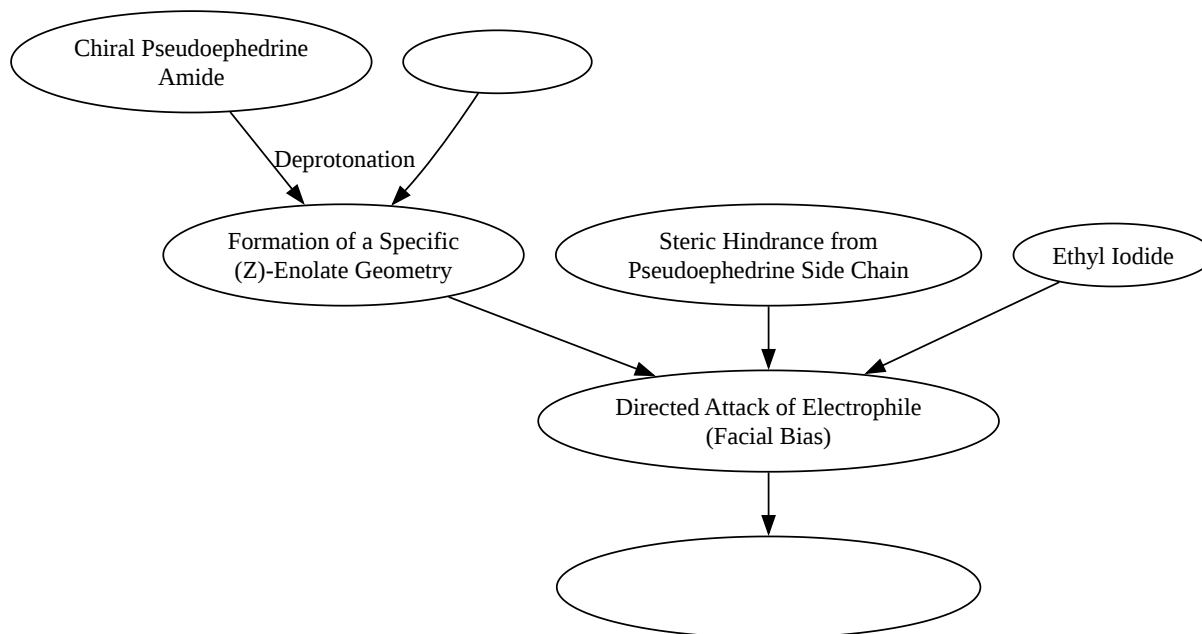 Chiral Pseudoephedrine
Amide
Deprotonation
Formation of a Specific
(Z)-Enolate Geometry
Steric Hindrance from
Pseudoephedrine Side Chain
Ethyl Iodide
Directed Attack of Electrophile
(Facial Bias)